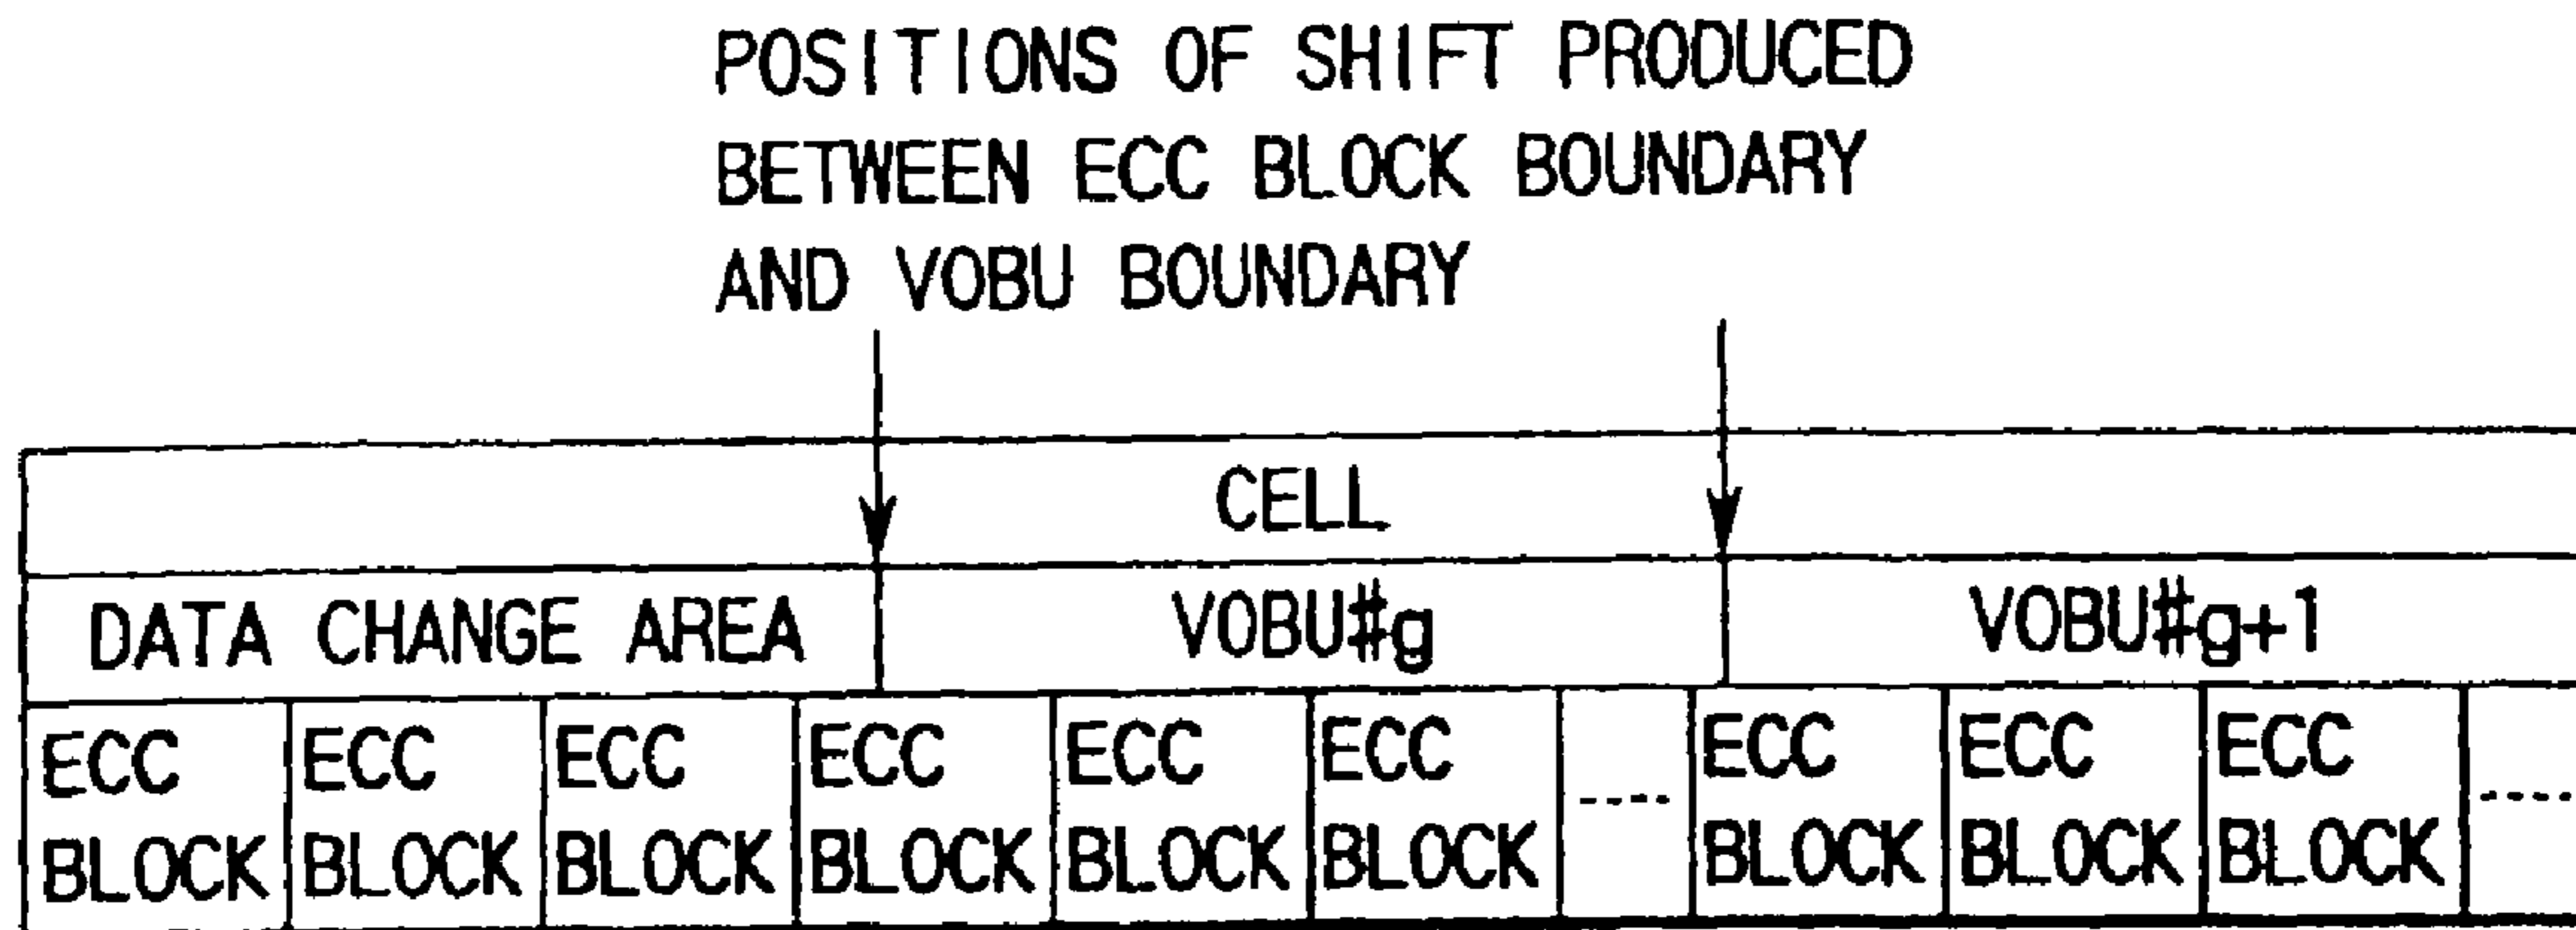 POSITIONS OF SHIFT PRODUCED
BETWEEN ECC BLOCK BOUNDARY
AND VOBU BOUNDARY
CELL
DATA CHANGE AREA VOBU#g VOBU#g+1
ECC ECC ECC ECC ECC ECC ---- ECC ECC ECC ----
BLOCK BLOCK BLOCK BLOCK BLOCK BLOCK BLOCK BLOCK BLOCK